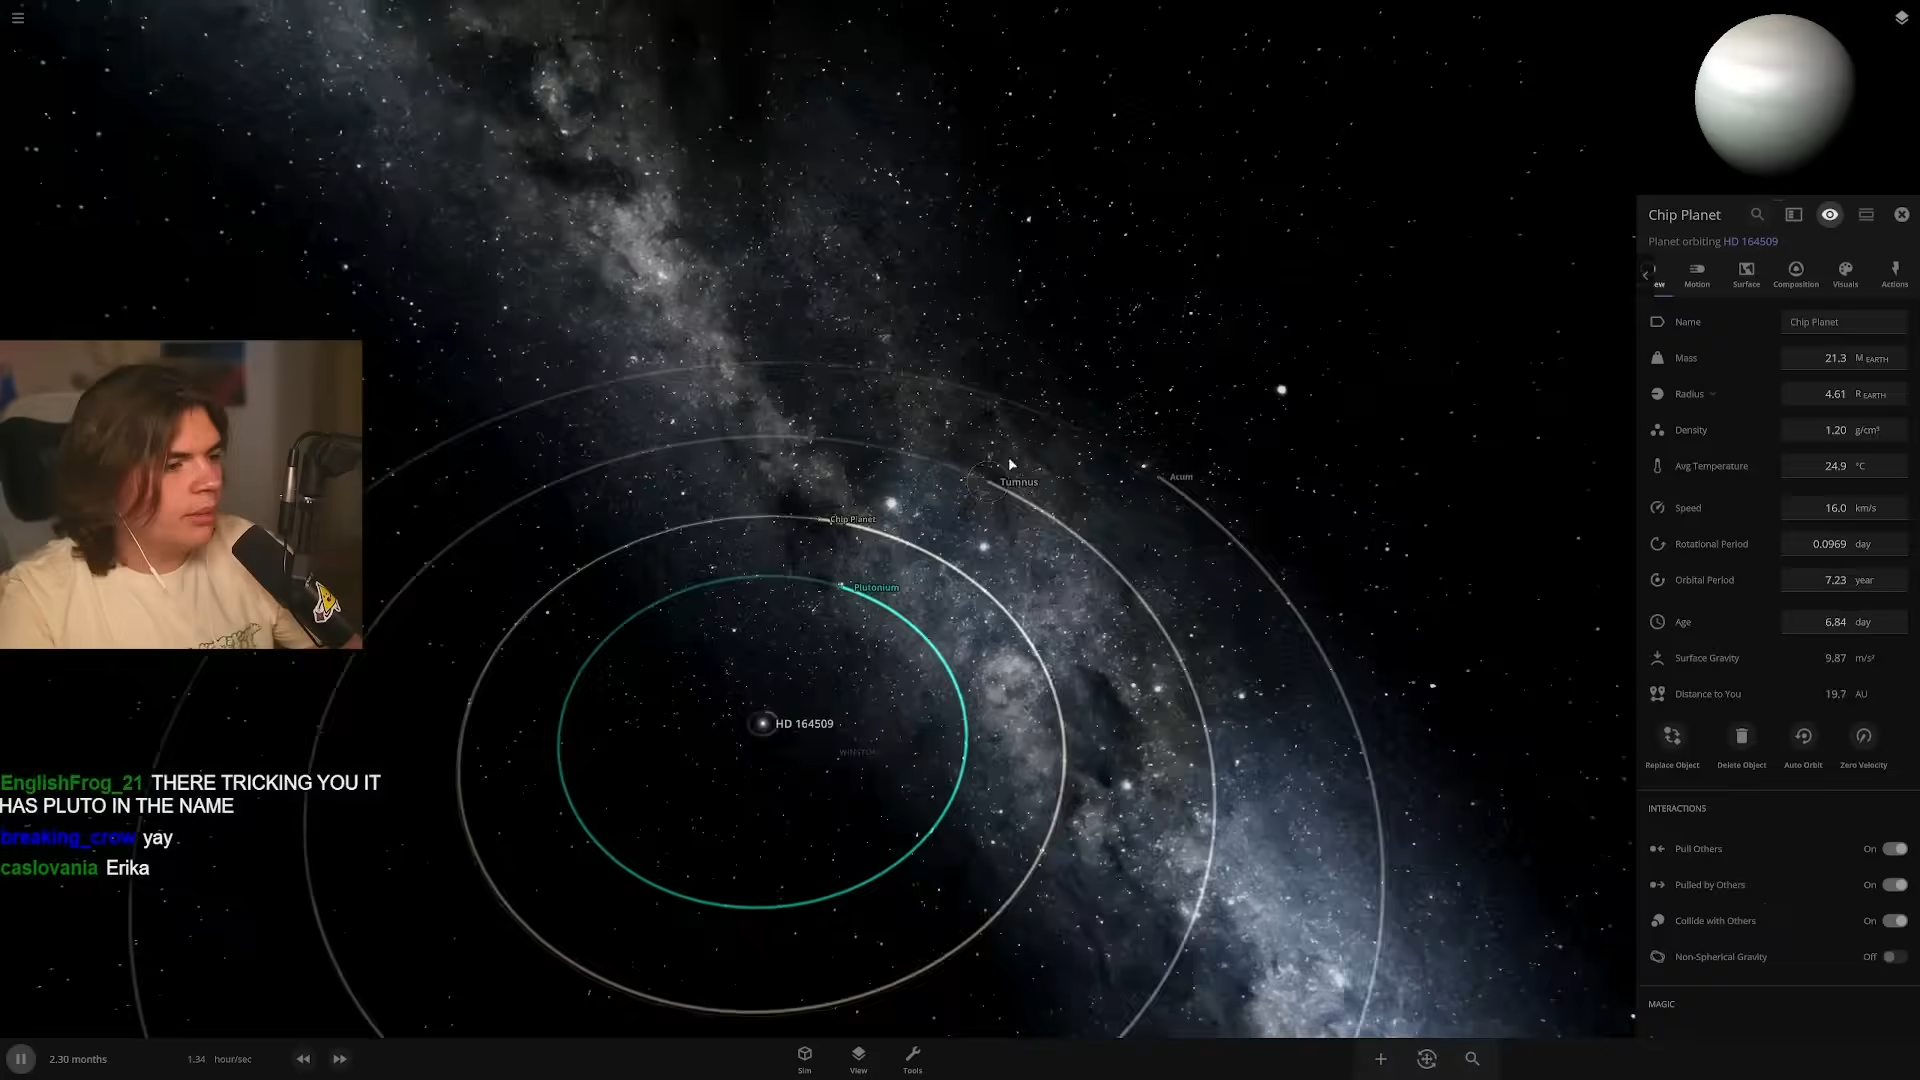 Chip Planet
Planet orbiting HD 164509
ew
Motion
Surface
Composition
Visuals
Actions
Name
Chip Planet
Mass
21.3 M EARTH
Radius
4.61 R EARTH
Density
1.20 g/cm³
Avg Temperature
24.9 °C
Speed
16.0 km/s
Rotational Period
0.0969 day
Orbital Period
7.23 year
Age
6.84 day
Surface Gravity
9.87 m/s²
Distance to You
19.7 AU
Replace Object
Delete Object
Auto Orbit
Zero Velocity
INTERACTIONS
Pull Others
On
Pulled by Others
On
Collide with Others
On
Non-Spherical Gravity
Off
MAGIC
Acum
Tumnus
Chip Planet
Plutonium
HD 164509
WINSTON
EnglishFrog_21 THERE TRICKING YOU IT
HAS PLUTO IN THE NAME
breaking_crow yay
caslovania Erika
2.30 months
1.34 hour/sec
Sim
View
Tools